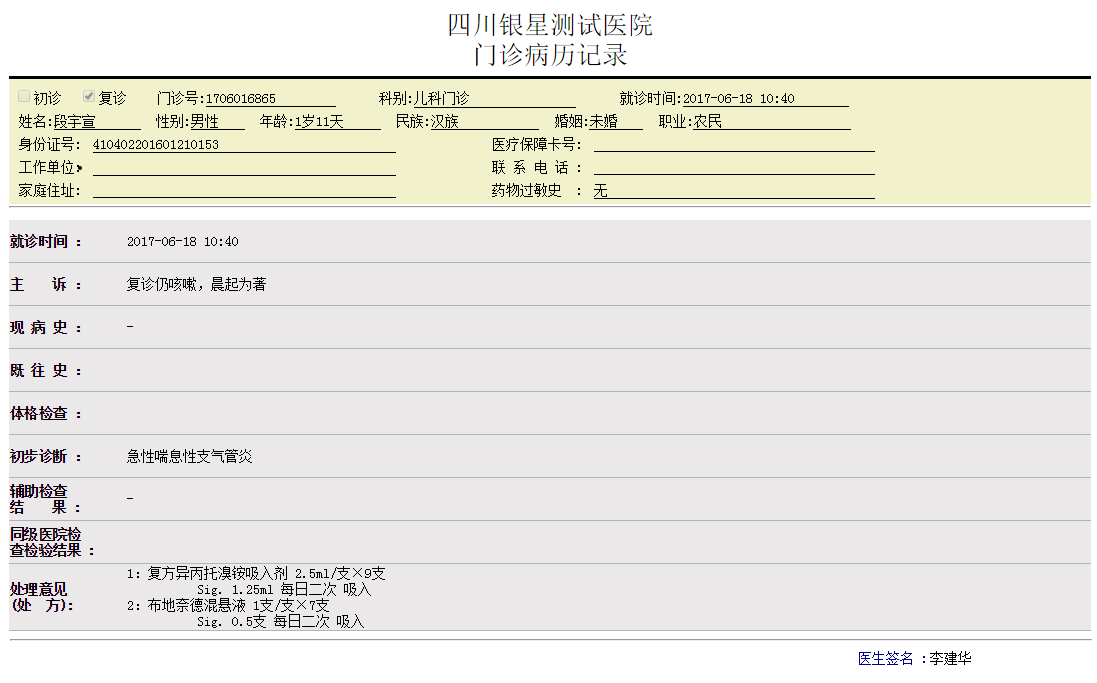 四川银星测试医院
门诊病历记录
初诊 复诊 门诊号:1706016865 科别:儿科门诊 就诊时间:2017-06-18 10:40
姓名:段宇宣 性别:男性 年龄:1岁11天 民族:汉族 婚姻:未婚 职业:农民
身份证号: 410402201601210153 医疗保障卡号:
工作单位: 联 系 电 话 :
家庭住址: 药物过敏史 : 无
就诊时间 : 2017-06-18 10:40
主 诉 : 复诊仍咳嗽，晨起为著
现 病 史 : -
既 往 史 :
体格检查 :
初步诊断 : 急性喘息性支气管炎
辅助检查
结 果 : -
同级医院检
查检验结果 :
处理意见
(处 方):
1: 复方异丙托溴铵吸入剂 2.5ml/支×9支
Sig. 1.25ml 每日二次 吸入
2: 布地奈德混悬液 1支/支×7支
Sig. 0.5支 每日二次 吸入
医生签名 :李建华